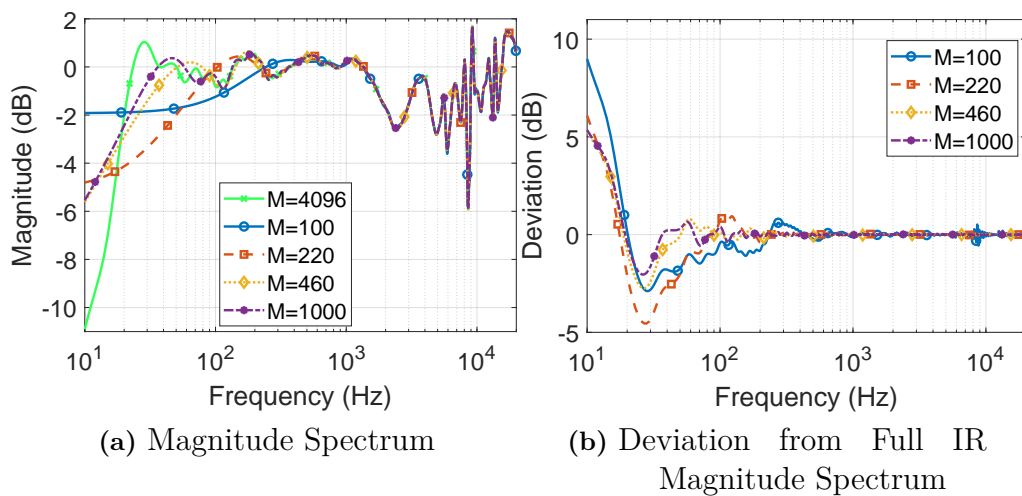 2
0
-2
-4
-6
-8
-10
Magnitude (dB)
M=4096
M=100
M=220
M=460
M=1000
10^1
10^2
10^3
10^4
Frequency (Hz)
(a) Magnitude Spectrum
10
5
0
-5
Deviation (dB)
M=100
M=220
M=460
M=1000
10^1
10^2
10^3
10^4
Frequency (Hz)
(b) Deviation from Full IR
Magnitude Spectrum